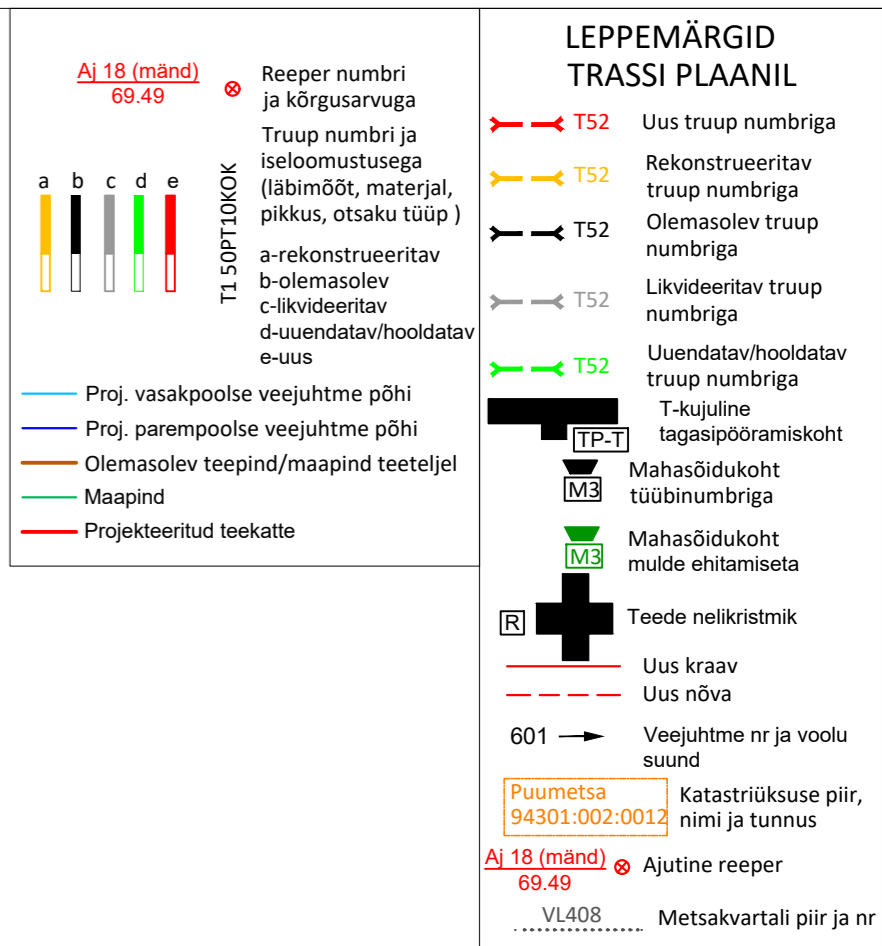 Aj 18 (mänd)
69.49
Reeper numbri
ja kõrgusarvuga
a b c d e
T1 50PT10KOK
Truup numbri ja
iseloomustusega
(läbimõõt, materjal,
pikkus, otsaku tüüp )
a-rekonstrueeritav
b-olemasolev
c-likvideeritav
d-uuendatav/hooldatav
e-uus
Proj. vasakpoolse veejuhtme põhi
Proj. parempoolse veejuhtme põhi
Olemasolev teepind/maapind teeteljel
Maapind
Projekteeritud teekatte
LEPPEMÄRGID
TRASSI PLAANIL
T52 Uus truup numbriga
T52 Rekonstrueeritav
truup numbriga
T52 Olemasolev truup
numbriga
T52 Likvideeritav truup
numbriga
T52 Uuendatav/hooldatav
truup numbriga
TP-T
T-kujuline
tagasipööramiskoht
M3
Mahasõidukoht
tüübinumbriga
M3
Mahasõidukoht
mulde ehitamiseta
R Teede nelikristmik
Uus kraav
Uus nõva
601 Veejuhtme nr ja voolu
suund
Puumetsa
94301:002:0012
Katastriüksuse piir,
nimi ja tunnus
Aj 18 (mänd)
69.49
Ajutine reeper
VL408 Metsakvartali piir ja nr